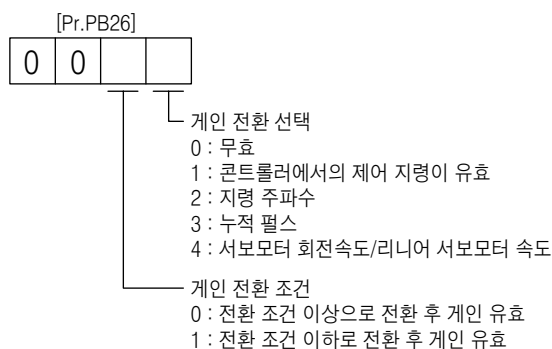 [Pr.PB26]
0 0
게인 전환 선택
0 : 무효
1 : 콘트롤러에서의 제어 지령이 유효
2 : 지령 주파수
3 : 누적 펄스
4 : 서보모터 회전속도/리니어 서보모터 속도
게인 전환 조건
0 : 전환 조건 이상으로 전환 후 게인 유효
1 : 전환 조건 이하로 전환 후 게인 유효